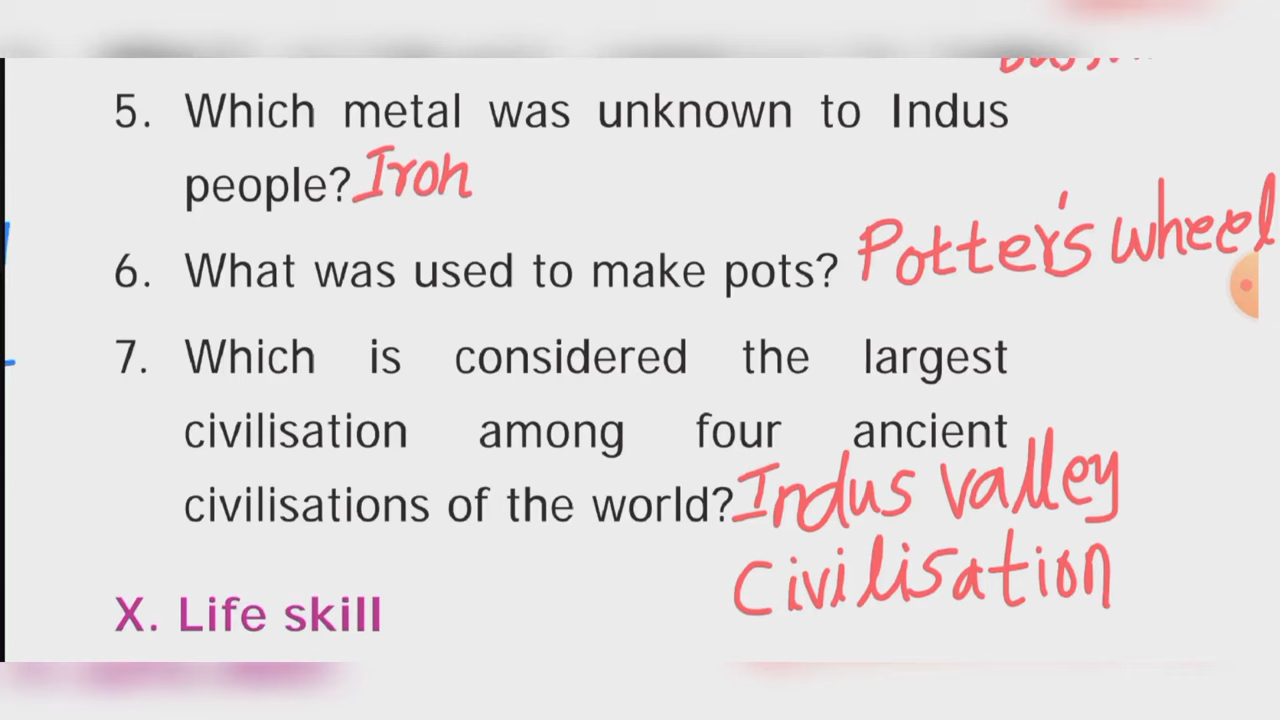 5. Which metal was unknown to Indus
people? Iron
6. What was used to make pots? Potter's wheel
7. Which is considered the largest
civilisation among four ancient
civilisations of the world? Indus valley
civilisation
X. Life skill